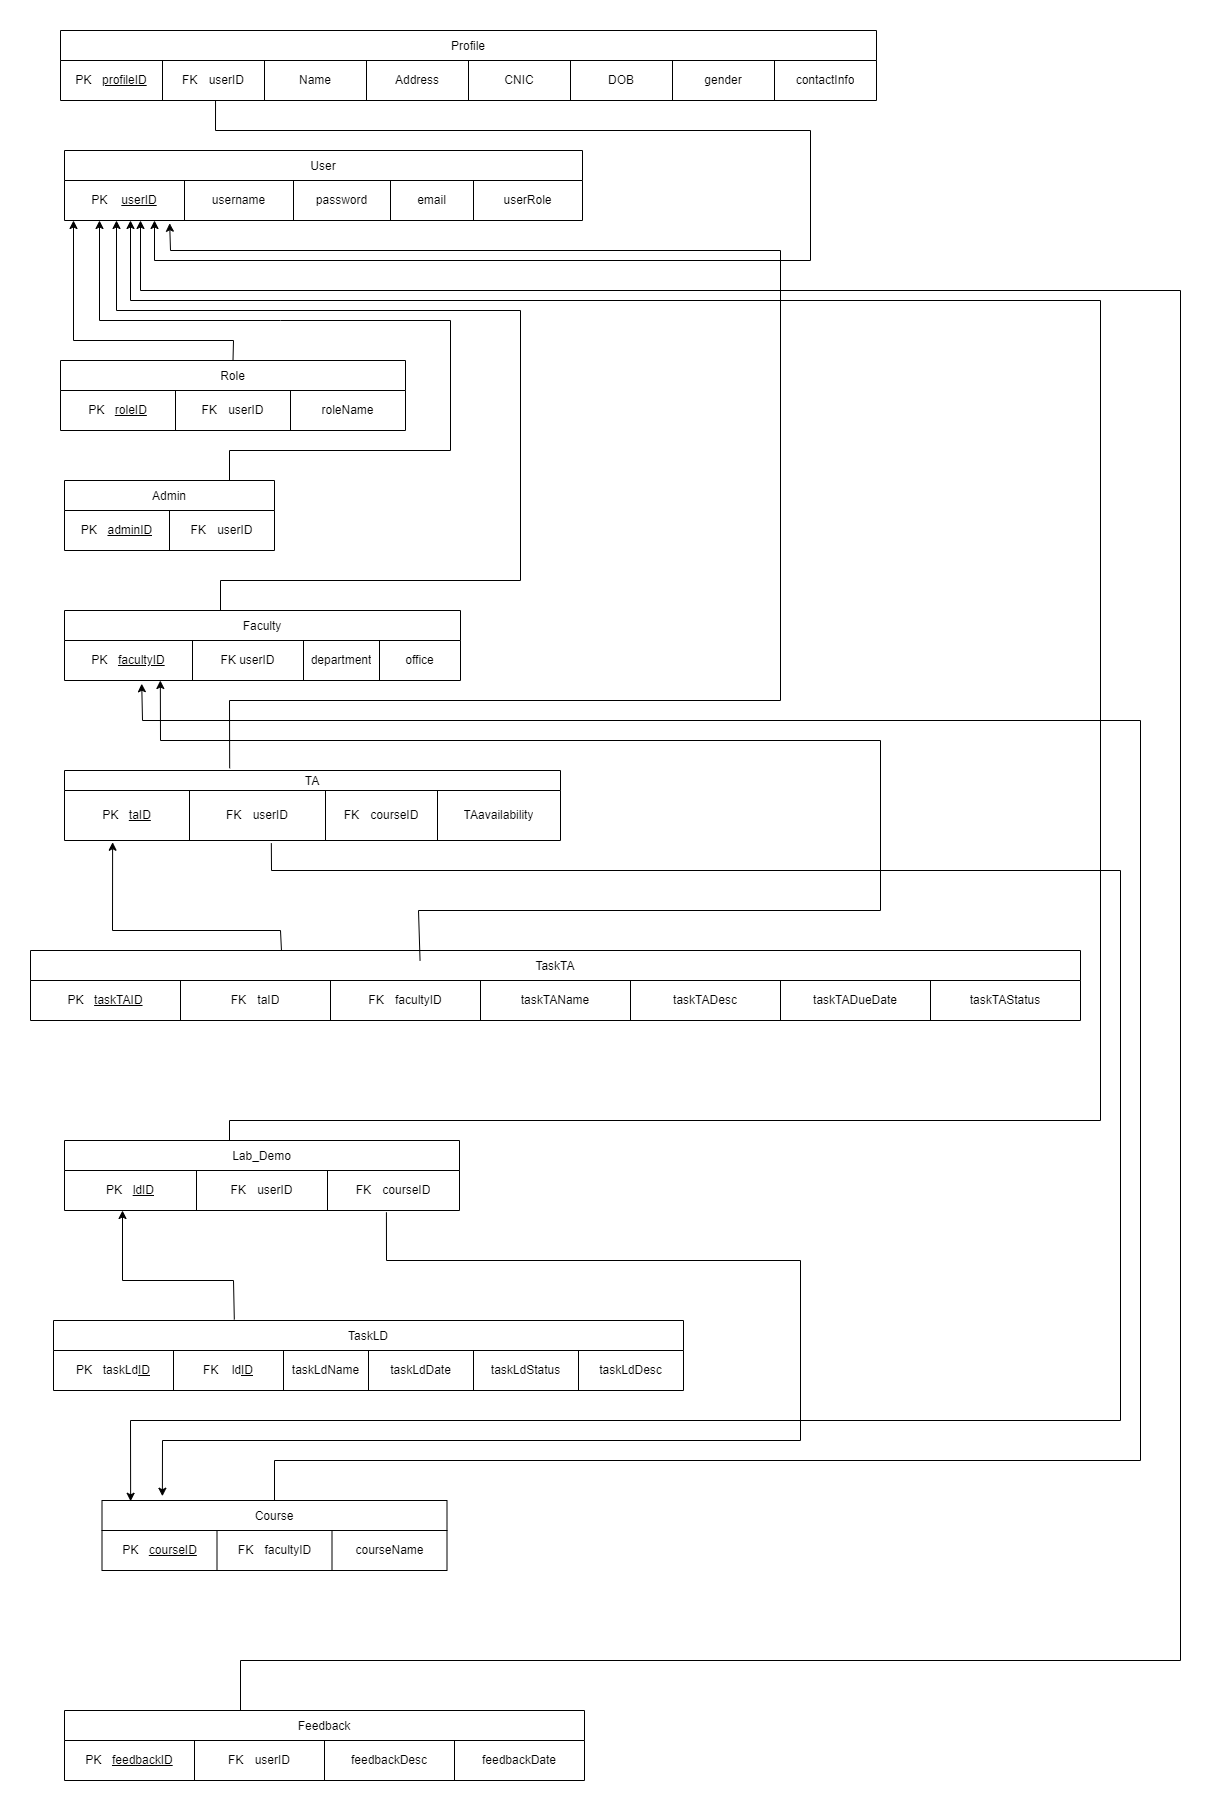 Profile
PK profileID FK userID Name Address CNIC DOB gender contactInfo
User
PK userID username password email userRole
Role
PK roleID FK userID roleName
Admin
PK adminID FK userID
Faculty
PK facultyID FK userID department office
TA
PK taID FK userID FK courseID TAavailability
TaskTA
PK taskTAID FK taID FK facultyID taskTAName taskTADesc taskTADueDate taskTAStatus
Lab_Demo
PK ldID FK userID FK courseID
TaskLD
PK taskLdID FK ldID taskLdName taskLdDate taskLdStatus taskLdDesc
Course
PK courseID FK facultyID courseName
Feedback
PK feedbackID FK userID feedbackDesc feedbackDate